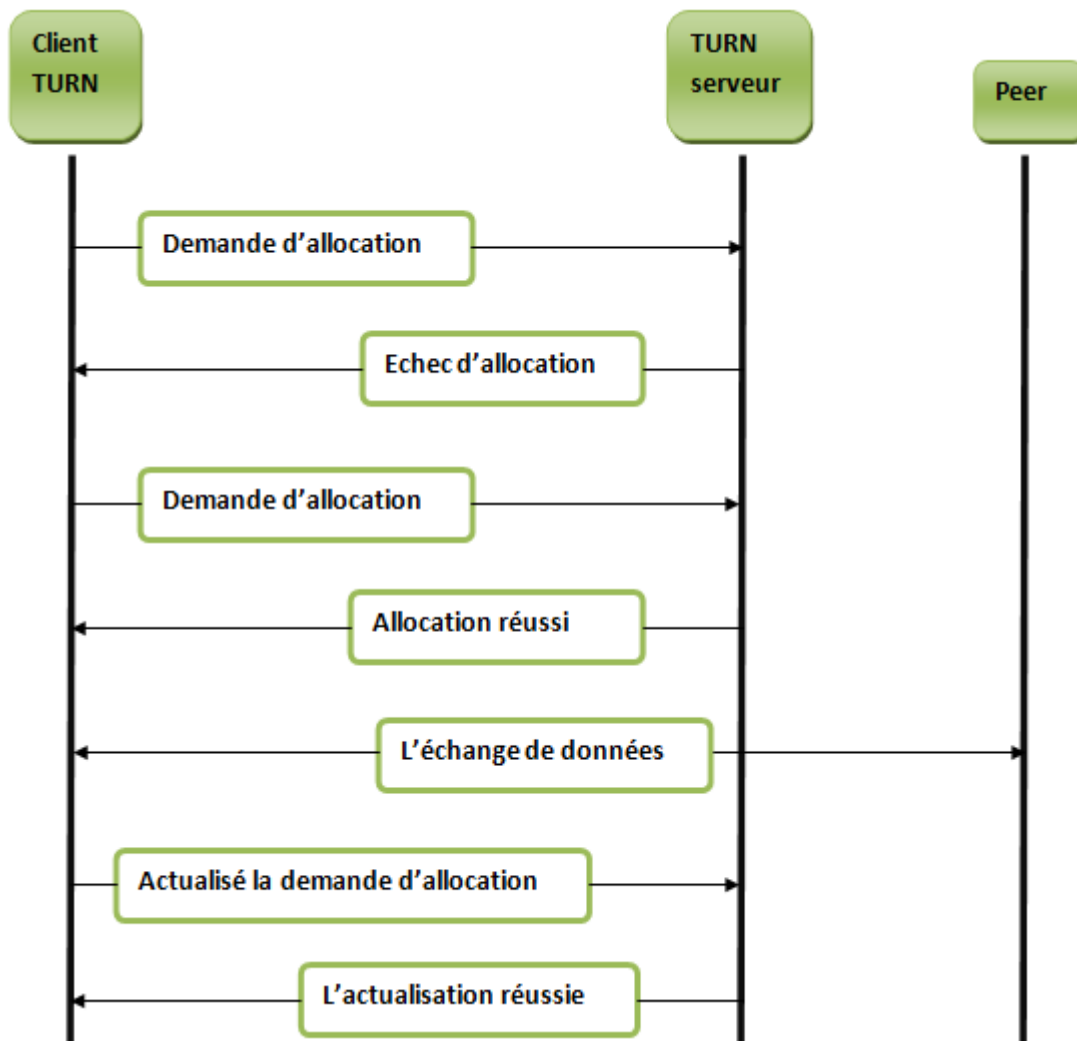 Client
TURN
TURN
serveur
Peer
Demande d’allocation
Echec d’allocation
Demande d’allocation
Allocation réussi
L’échange de données
Actualisé la demande d’allocation
L’actualisation réussie